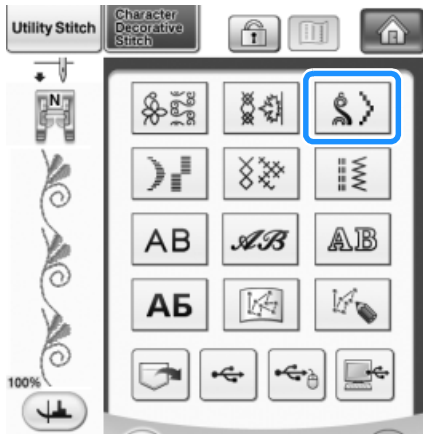 Utility Stitch
Character
Decorative
Stitch
N
AB
AB
AB
АБ
100%